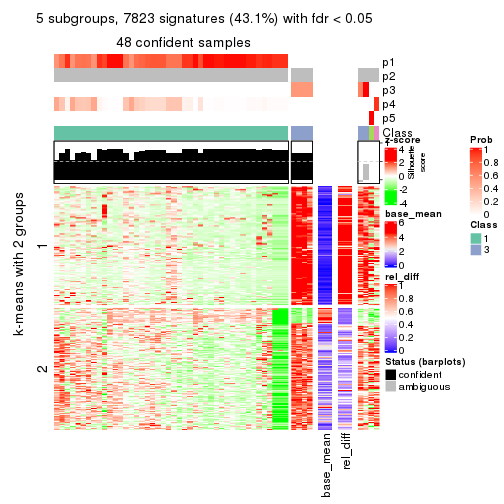 5 subgroups, 7823 signatures (43.1%) with fdr < 0.05
48 confident samples
p1
p2
p3
p4
p5
Class
1
Silhouette
score
k-means with 2 groups
1
2
base_mean
rel_diff
z-score
4
2
0
-2
-4
base_mean
6
4
2
0
rel_diff
1
0.8
0.6
0.4
0.2
0
Status (barplots)
confident
ambiguous
Prob
1
0.8
0.6
0.4
0.2
0
Class
1
3